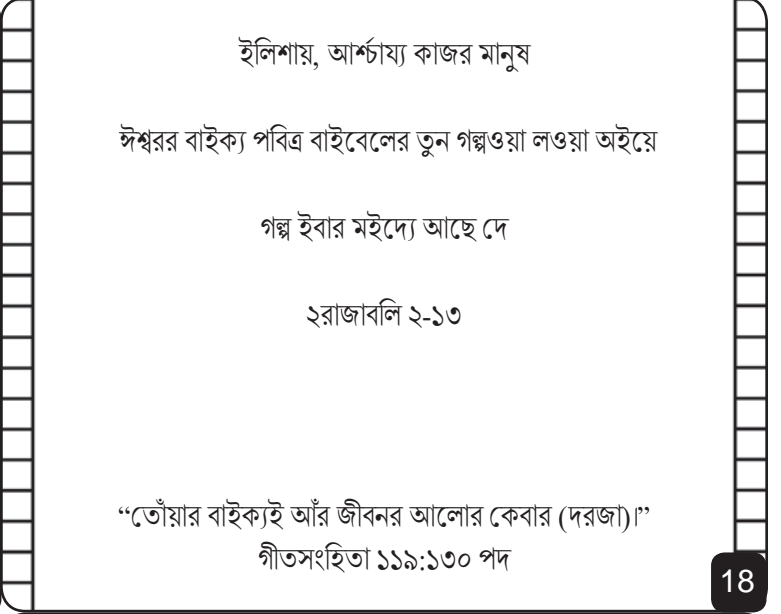 ইলিশায়, আর্শ্চায্য কাজর মানুষ
ঈশ্বরর বাইক্য পবিত্র বাইবেলের তুন গল্পওয়া লওয়া অইয়ে
গল্প ইবার মইদ্যে আছে দে
২রাজাবলি ২-১৩
“তোঁয়ার বাইক্যই আঁর জীবনর আলোর কেবার (দরজা)।”
গীতসংহিতা ১১৯:১৩০ পদ
18